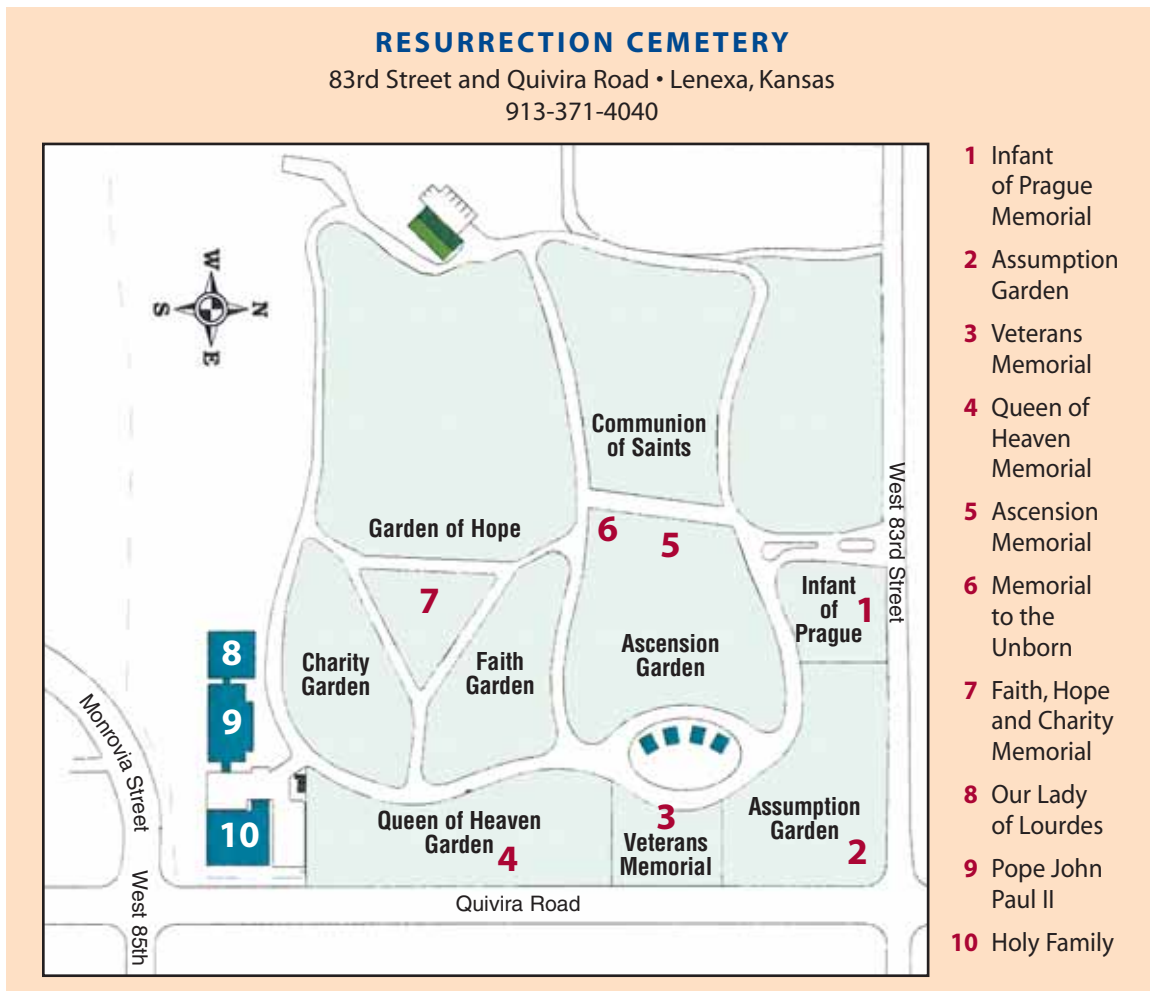 RESURRECTION CEMETERY
83rd Street and Quivira Road • Lenexa, Kansas
913-371-4040
W
S
N
E
Communion
of Saints
Garden of Hope
6
5
7
Infant
of
Prague
1
West 83rd Street
8
Charity
Garden
Faith
Garden
Ascension
Garden
9
Monrovia Street
10
Queen of Heaven
Garden
4
3
Veterans
Memorial
Assumption
Garden
2
West 85th
Quivira Road
1 Infant
of Prague
Memorial
2 Assumption
Garden
3 Veterans
Memorial
4 Queen of
Heaven
Memorial
5 Ascension
Memorial
6 Memorial
to the
Unborn
7 Faith, Hope
and Charity
Memorial
8 Our Lady
of Lourdes
9 Pope John
Paul II
10 Holy Family